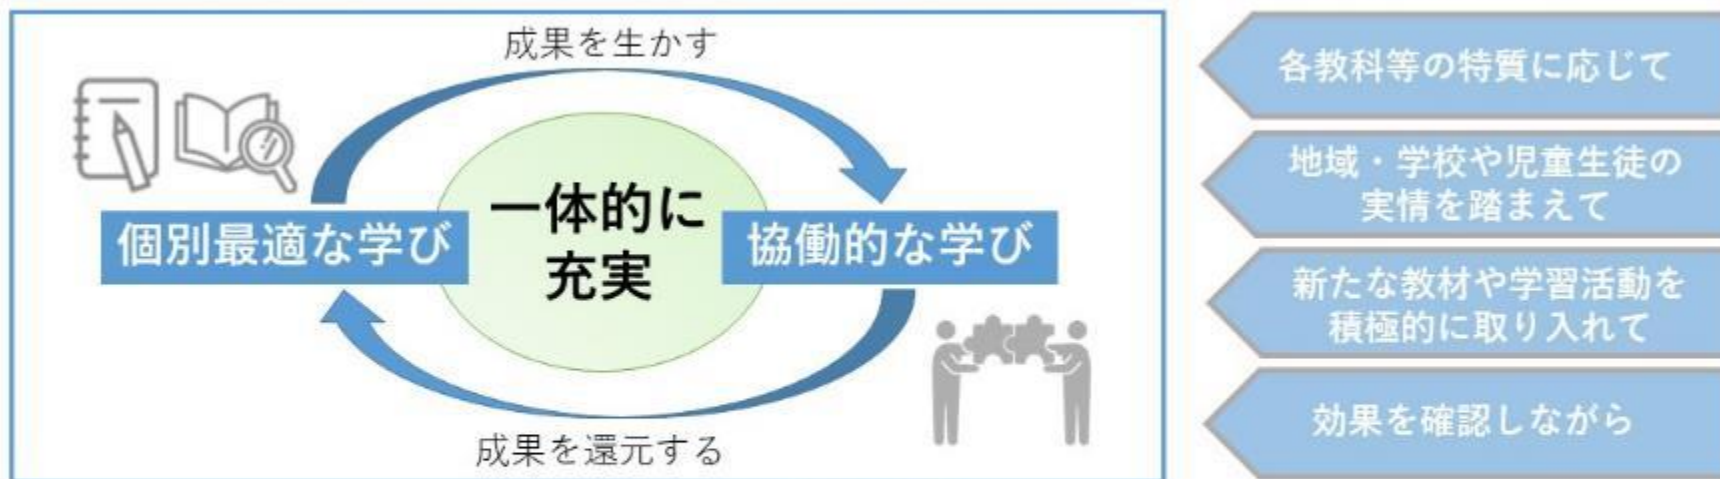 成果を生かす
個別最適な学び
一体的に
充実
協働的な学び
成果を還元する
各教科等の特質に応じて
地域・学校や児童生徒の
実情を踏まえて
新たな教材や学習活動を
積極的に取り入れて
効果を確認しながら